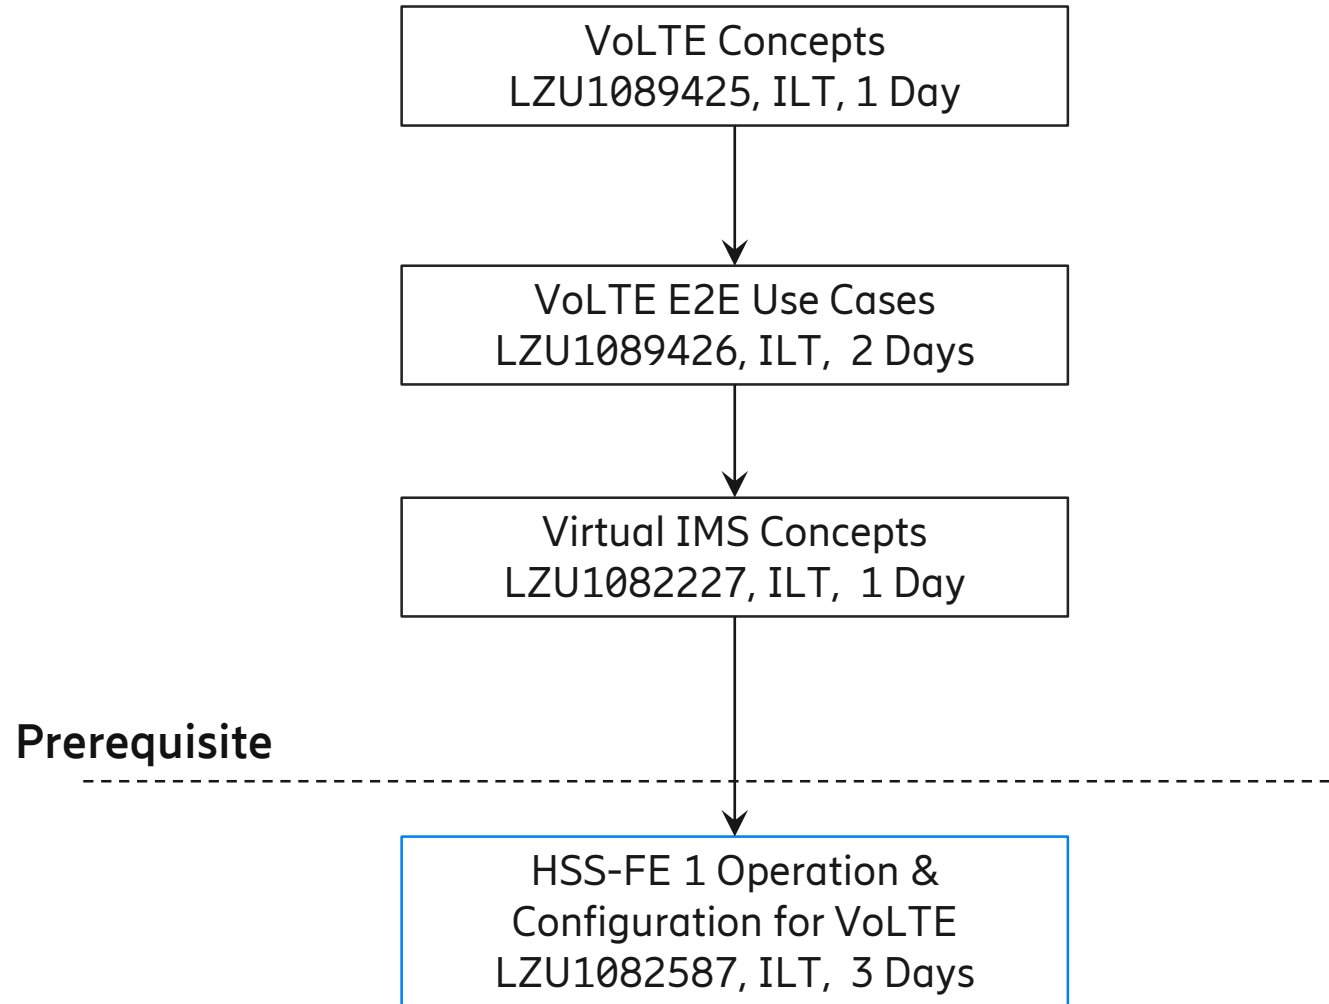 VoLTE Concepts
LZU1089425, ILT, 1 Day
VoLTE E2E Use Cases
LZU1089426, ILT,  2 Days
Virtual IMS Concepts
LZU1082227, ILT,  1 Day
Prerequisite
HSS-FE 1 Operation &
Configuration for VoLTE
LZU1082587, ILT,  3 Days